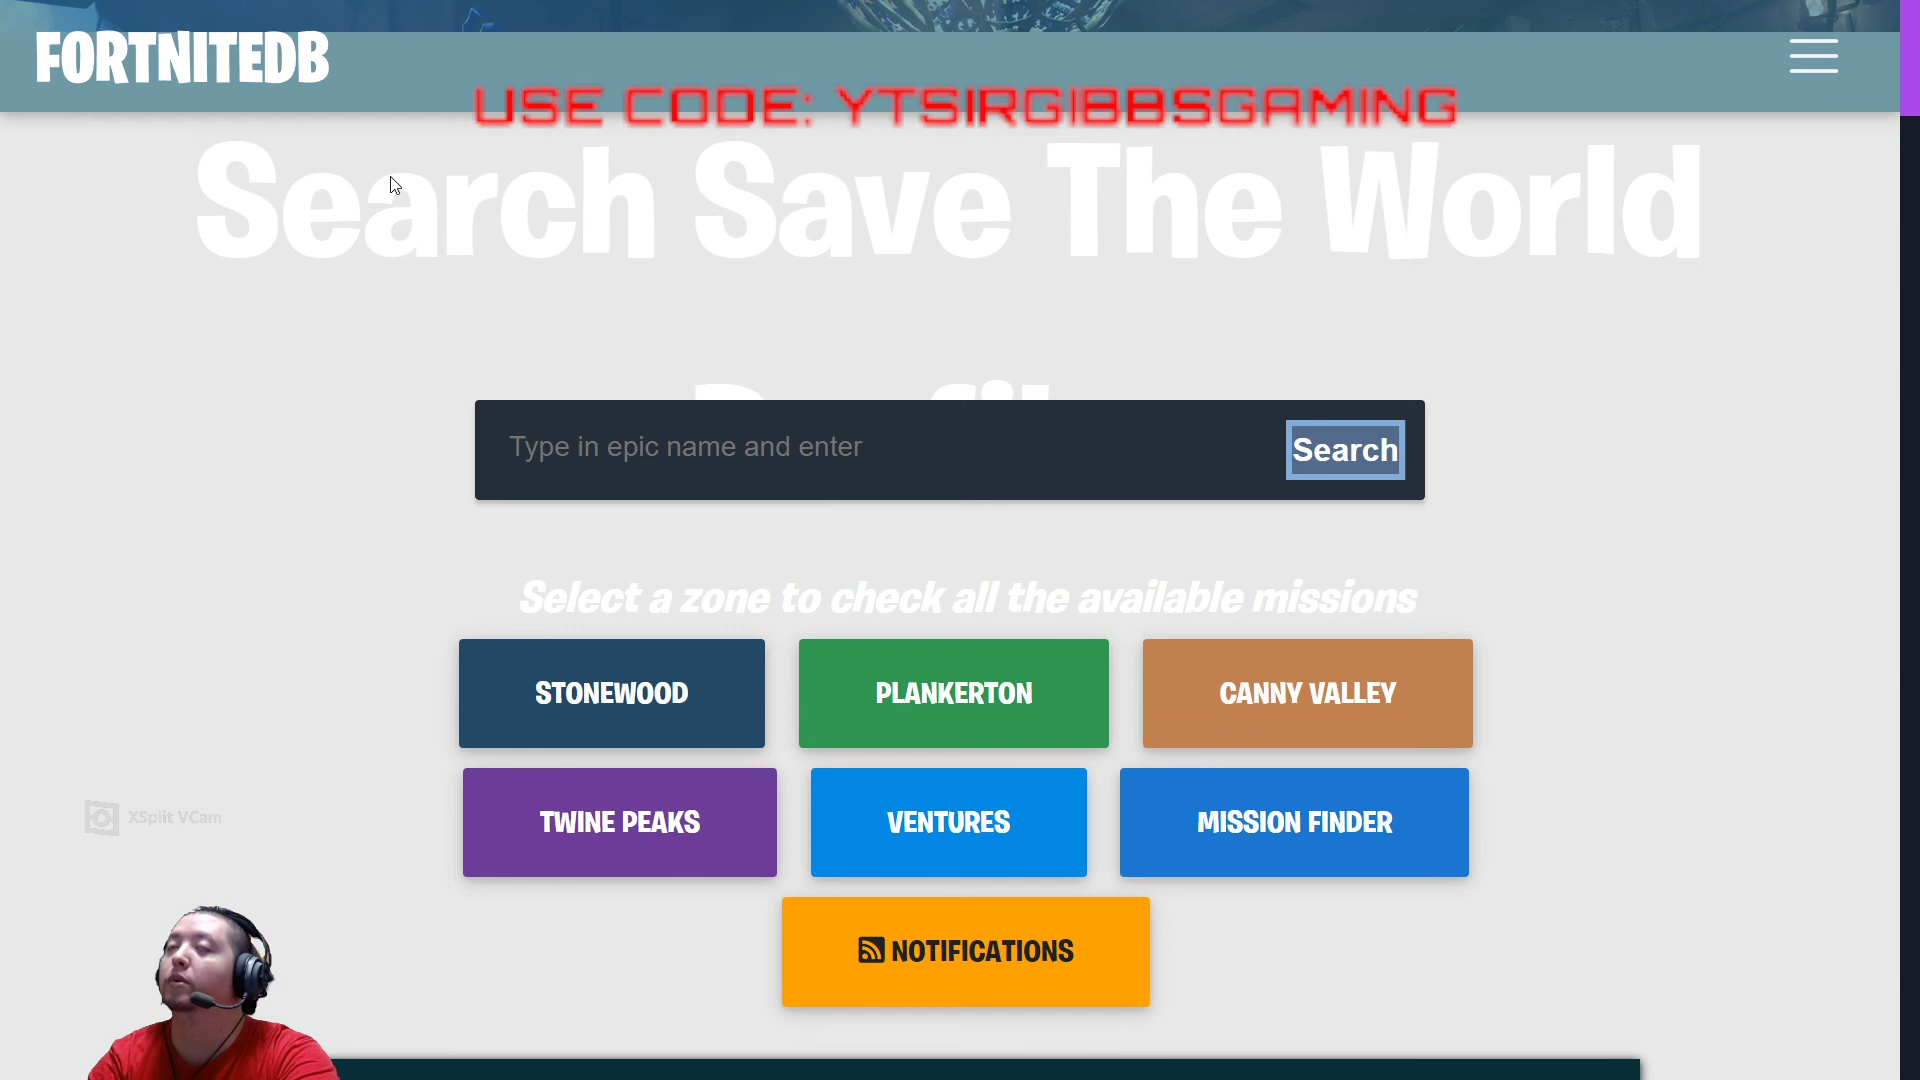 FORTNITEDB
USE CODE: YTSIRGIBBSGAMING
Search Save The World
Type in epic name and enter
Search
Select a zone to check all the available missions
STONEWOOD
PLANKERTON
CANNY VALLEY
TWINE PEAKS
VENTURES
MISSION FINDER
XSplit VCam
NOTIFICATIONS